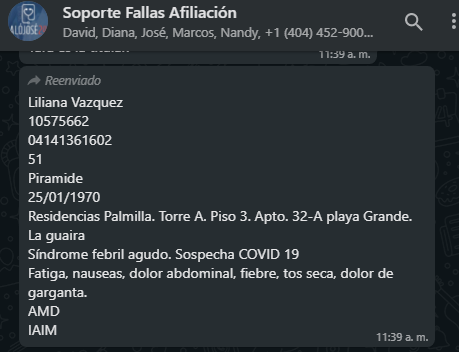 Soporte Fallas Afiliación
David, Diana, José, Marcos, Nandy, +1 (404) 452-900...
11:39 a. m.
Reenviado
Liliana Vazquez
10575662
04141361602
51
Piramide
25/01/1970
Residencias Palmilla. Torre A. Piso 3. Apto. 32-A playa Grande.
La guaira
Síndrome febril agudo. Sospecha COVID 19
Fatiga, nauseas, dolor abdominal, fiebre, tos seca, dolor de
garganta.
AMD
IAIM
11:39 a. m.